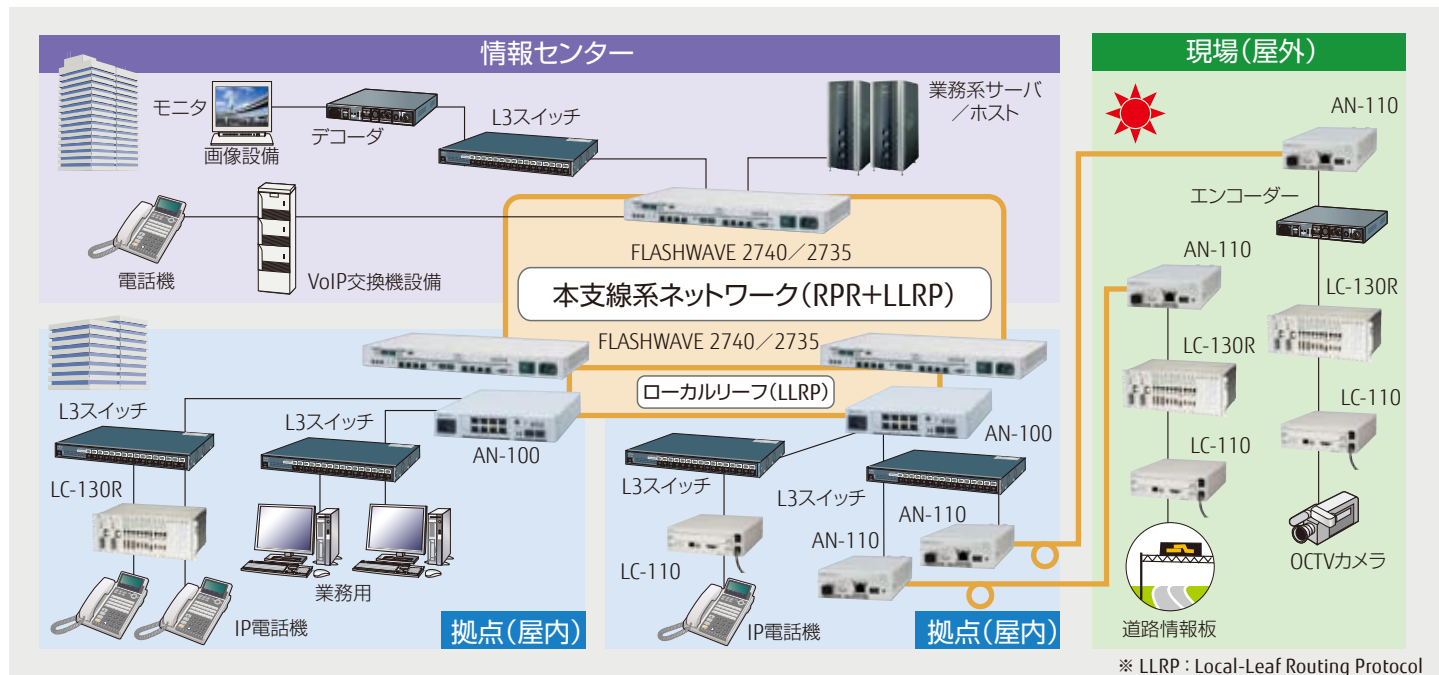 情報センター
モニタ
画像設備
デコーダ
L3スイッチ
業務系サーバ
／ホスト
電話機
VoIP交換機設備
FLASHWAVE 2740／2735
本支線系ネットワーク(RPR+LLRP)
FLASHWAVE 2740／2735
ローカルリーフ(LLRP)
L3スイッチ
L3スイッチ
AN-100
LC-130R
業務用
IP電話機
拠点(屋内)
AN-100
L3スイッチ
L3スイッチ
AN-110
AN-110
LC-110
IP電話機
拠点(屋内)
現場(屋外)
AN-110
エンコーダー
AN-110
LC-130R
LC-130R
LC-110
LC-110
OCTVカメラ
道路情報板
※ LLRP : Local-Leaf Routing Protocol